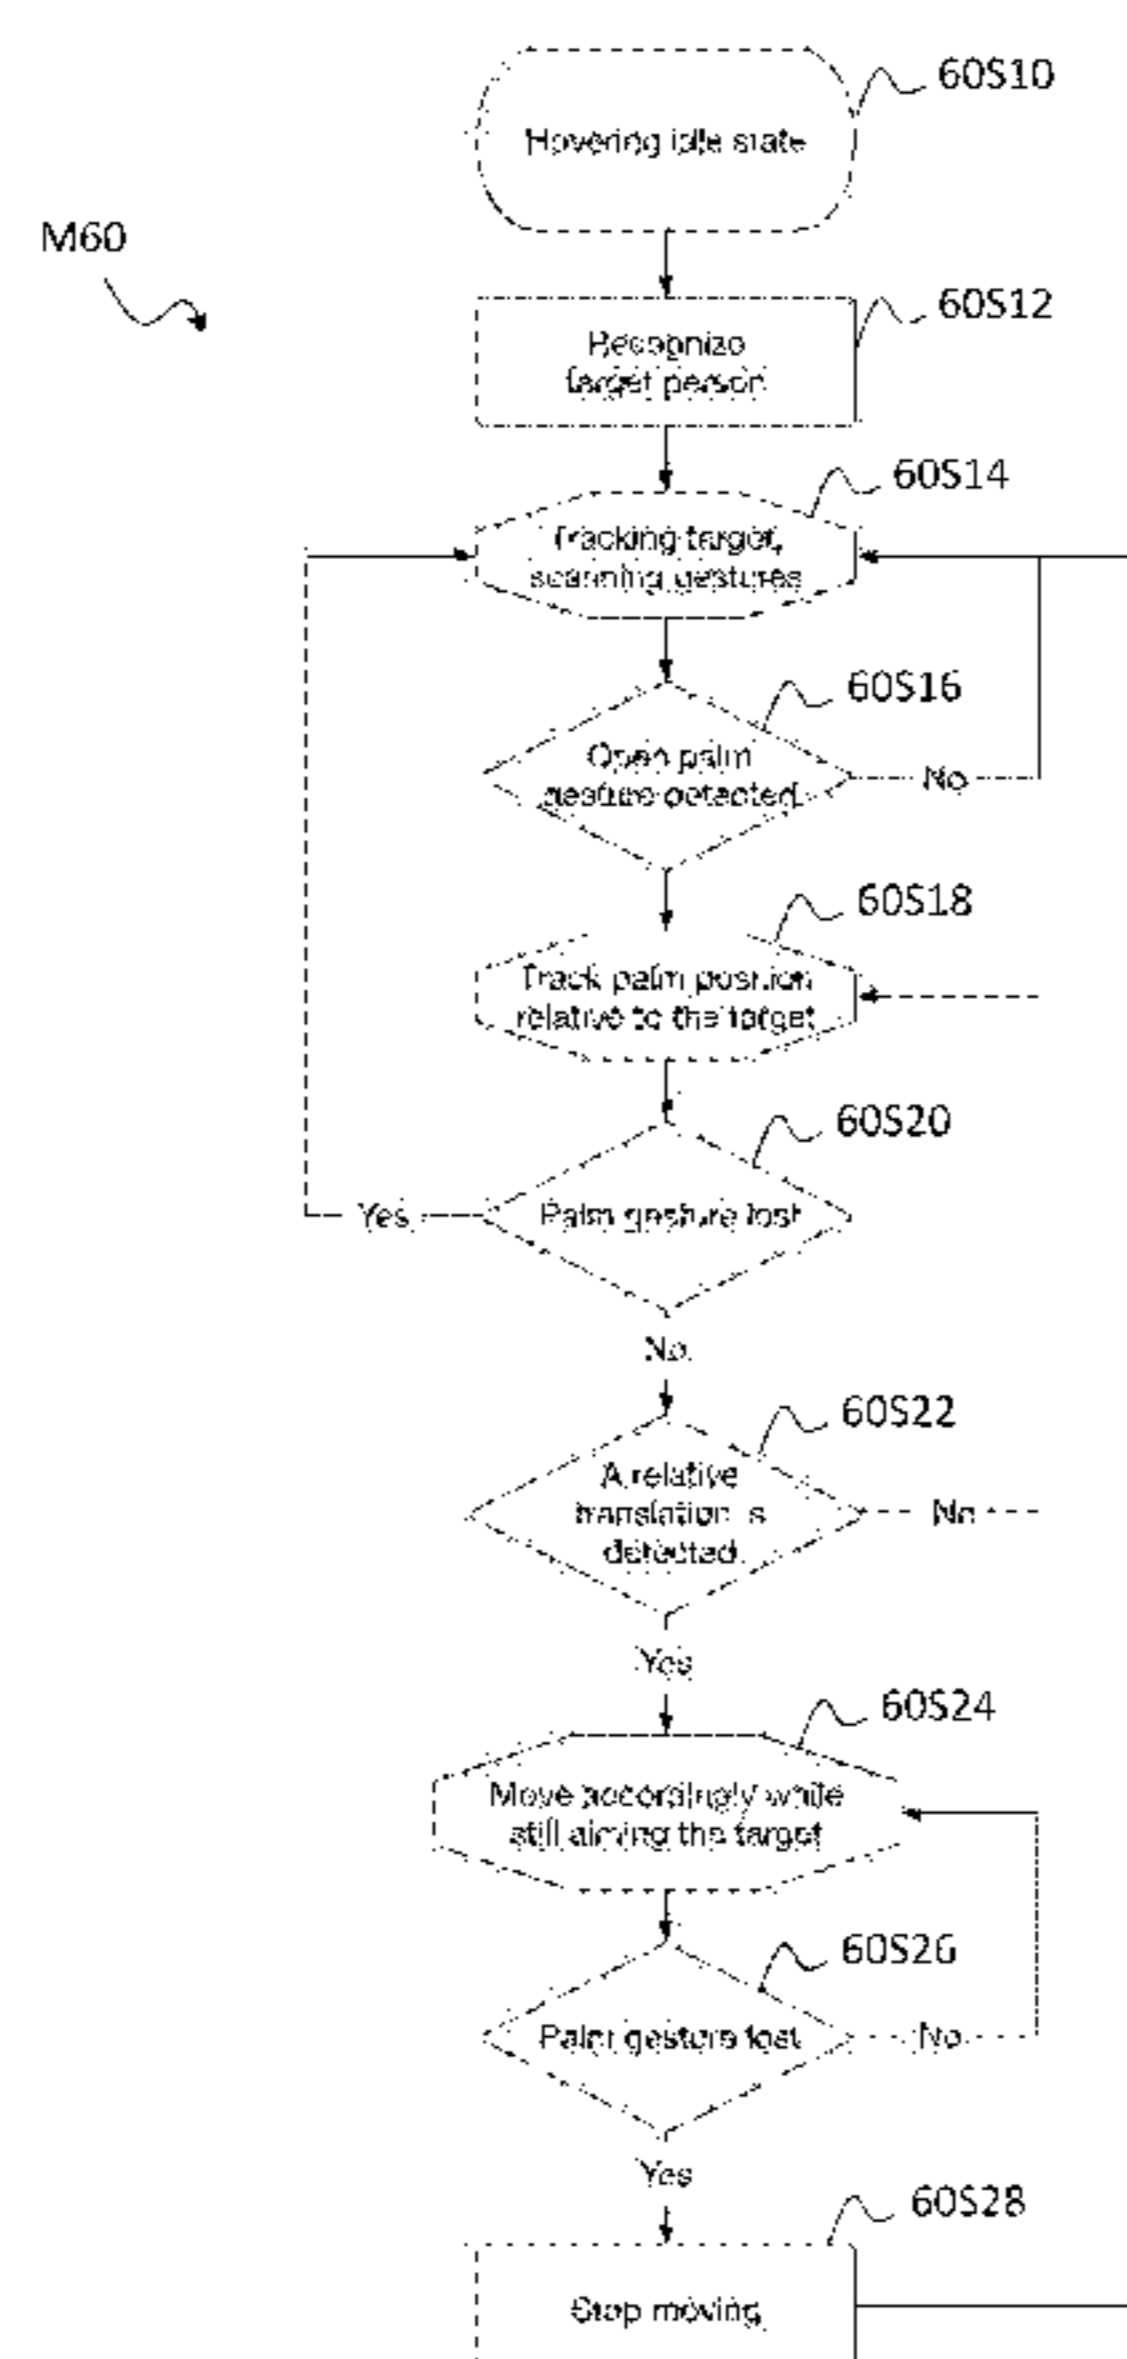 60S10
Hovering idle state
M60
60S12
Recognize
target person
60S14
Tracking target,
scanning gestures
60S16
Open palm
gesture detected
No
60S18
Track palm position
relative to the target
60S20
Yes
Palm gesture lost
No
60S22
A relative
translation is
detected
No
Yes
60S24
Move accordingly while
still aiming the target
60S26
Palm gesture lost
No
Yes
60S28
Stop moving